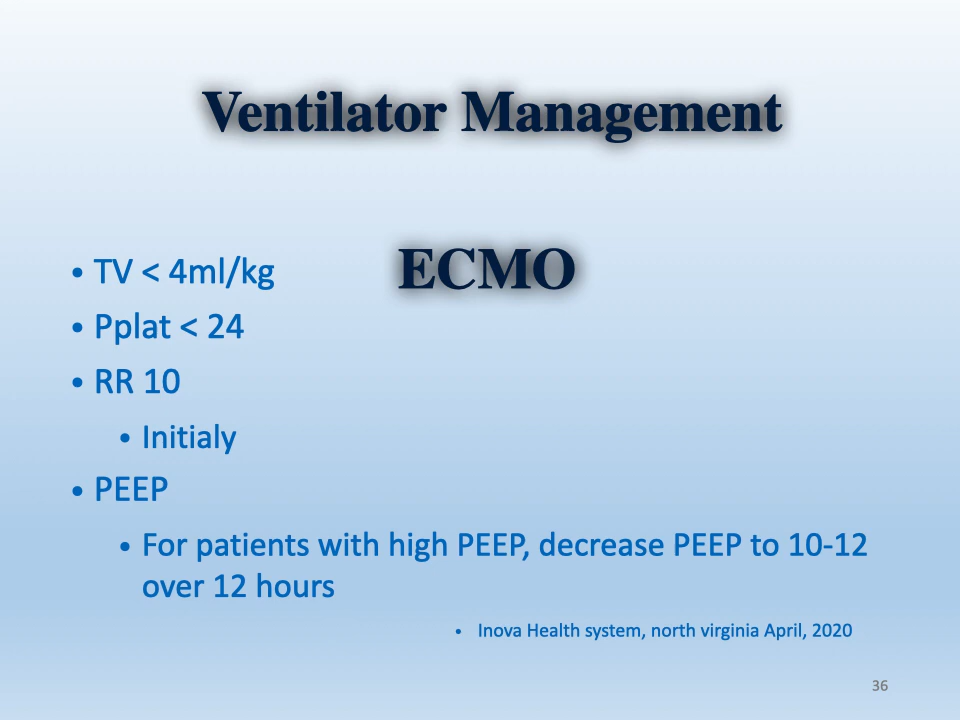 Ventilator Management
ECMO
• TV < 4ml/kg
• Pplat < 24
• RR 10
• Initialy
• PEEP
• For patients with high PEEP, decrease PEEP to 10-12
over 12 hours
• Inova Health system, north virginia April, 2020
36